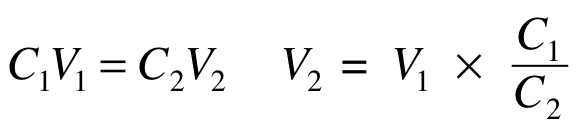 C₁V₁ = C₂V₂ V₂ = V₁ × C₁/C₂